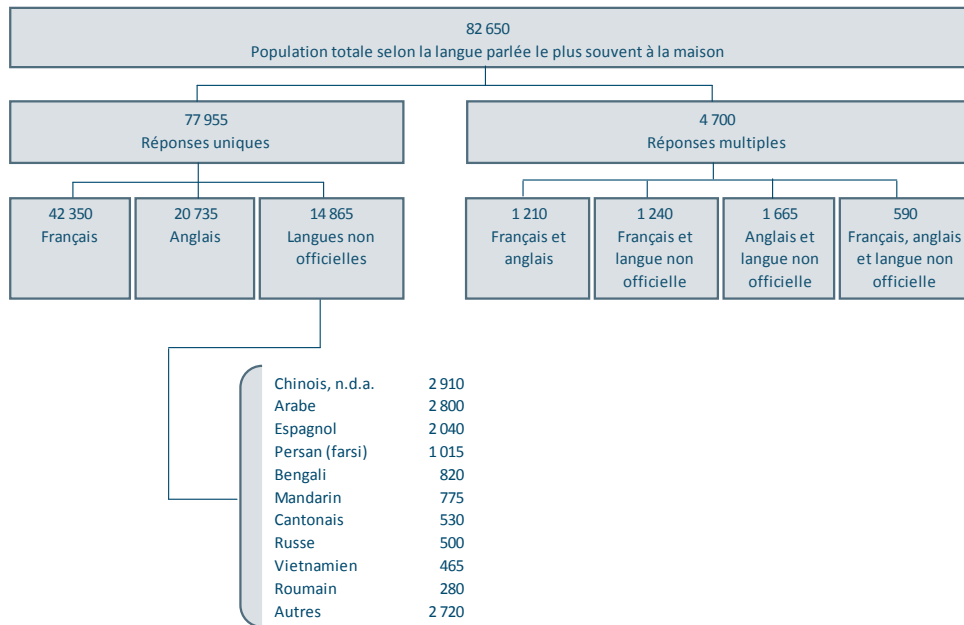 82 650
Population totale selon la langue parlée le plus souvent à la maison
77 955
Réponses uniques
4 700
Réponses multiples
42 350
Français
20 735
Anglais
14 865
Langues non
officielles
1 210
Français et
anglais
1 240
Français et
langue non
officielle
1 665
Anglais et
langue non
officielle
590
Français, anglais
et langue non
officielle
Chinois, n.d.a. 2 910
Arabe 2 800
Espagnol 2 040
Persan (farsi) 1 015
Bengali 820
Mandarin 775
Cantonais 530
Russe 500
Vietnamien 465
Roumain 280
Autres 2 720